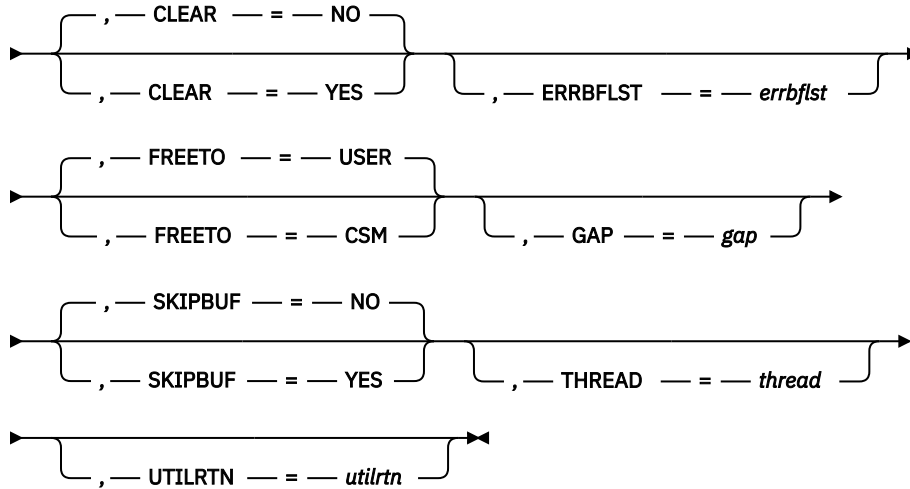 , CLEAR = NO
, CLEAR = YES
, ERRBFLST = errbflst
, FREETO = USER
, FREETO = CSM
, GAP = gap
, SKIPBUF = NO
, SKIPBUF = YES
, THREAD = thread
, UTILRTN = utilrtn